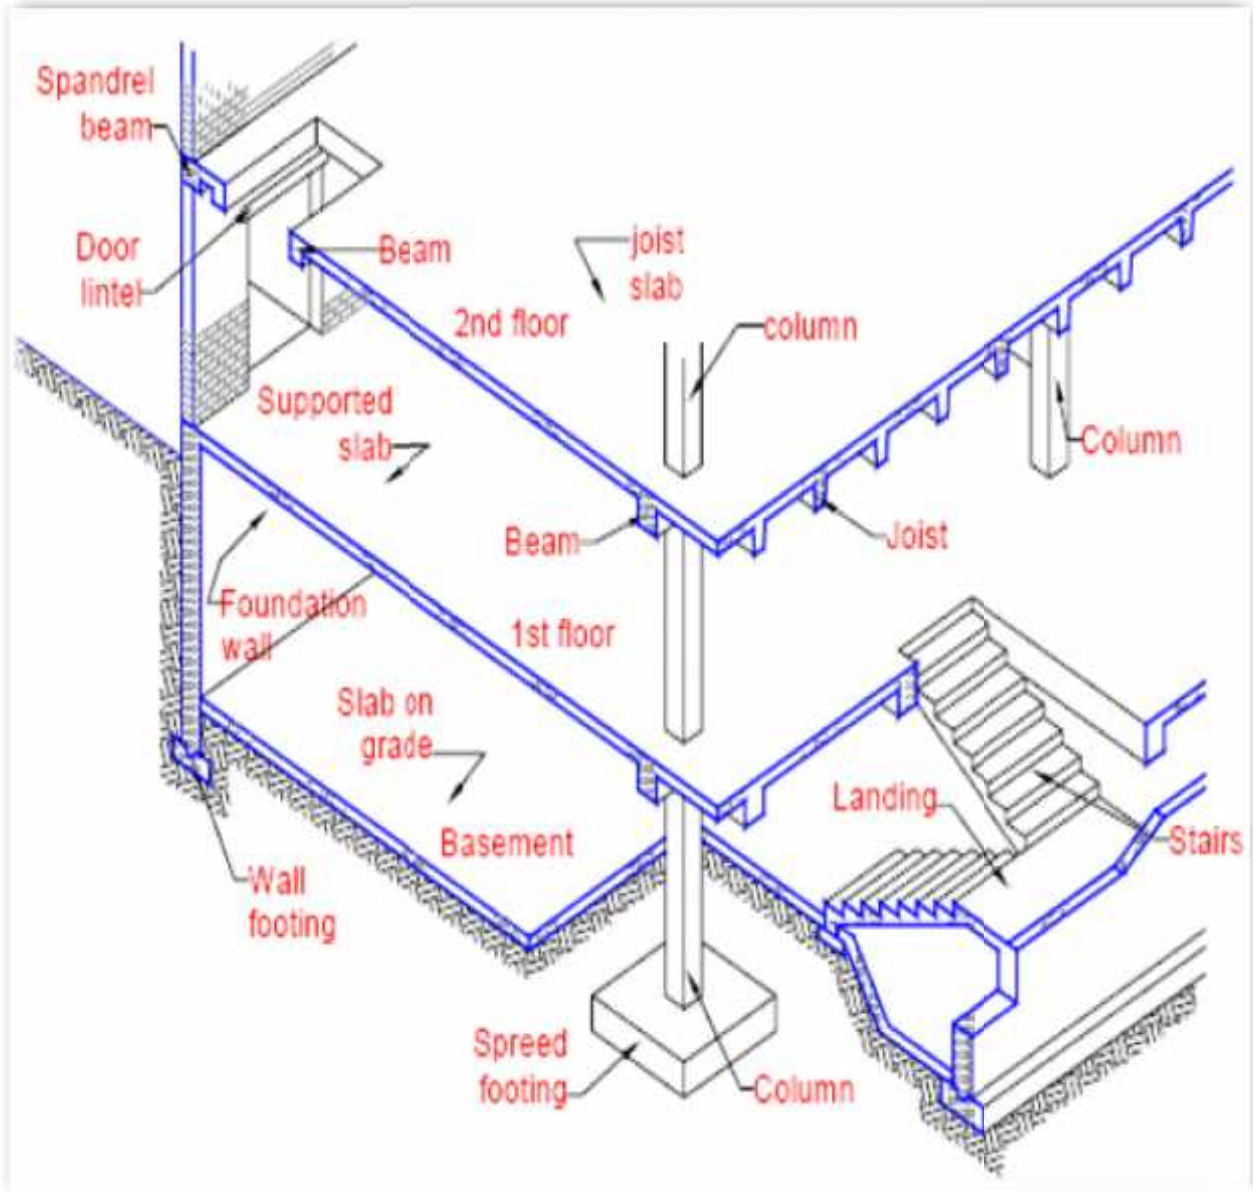 Spandrel
beam
Door
lintel
Beam
joist
slab
2nd floor
column
Supported
slab
Column
Beam
Joist
Foundation
wall
1st floor
Slab on
grade
Landing
Basement
Stairs
Wall
footing
Spreed
footing
Column